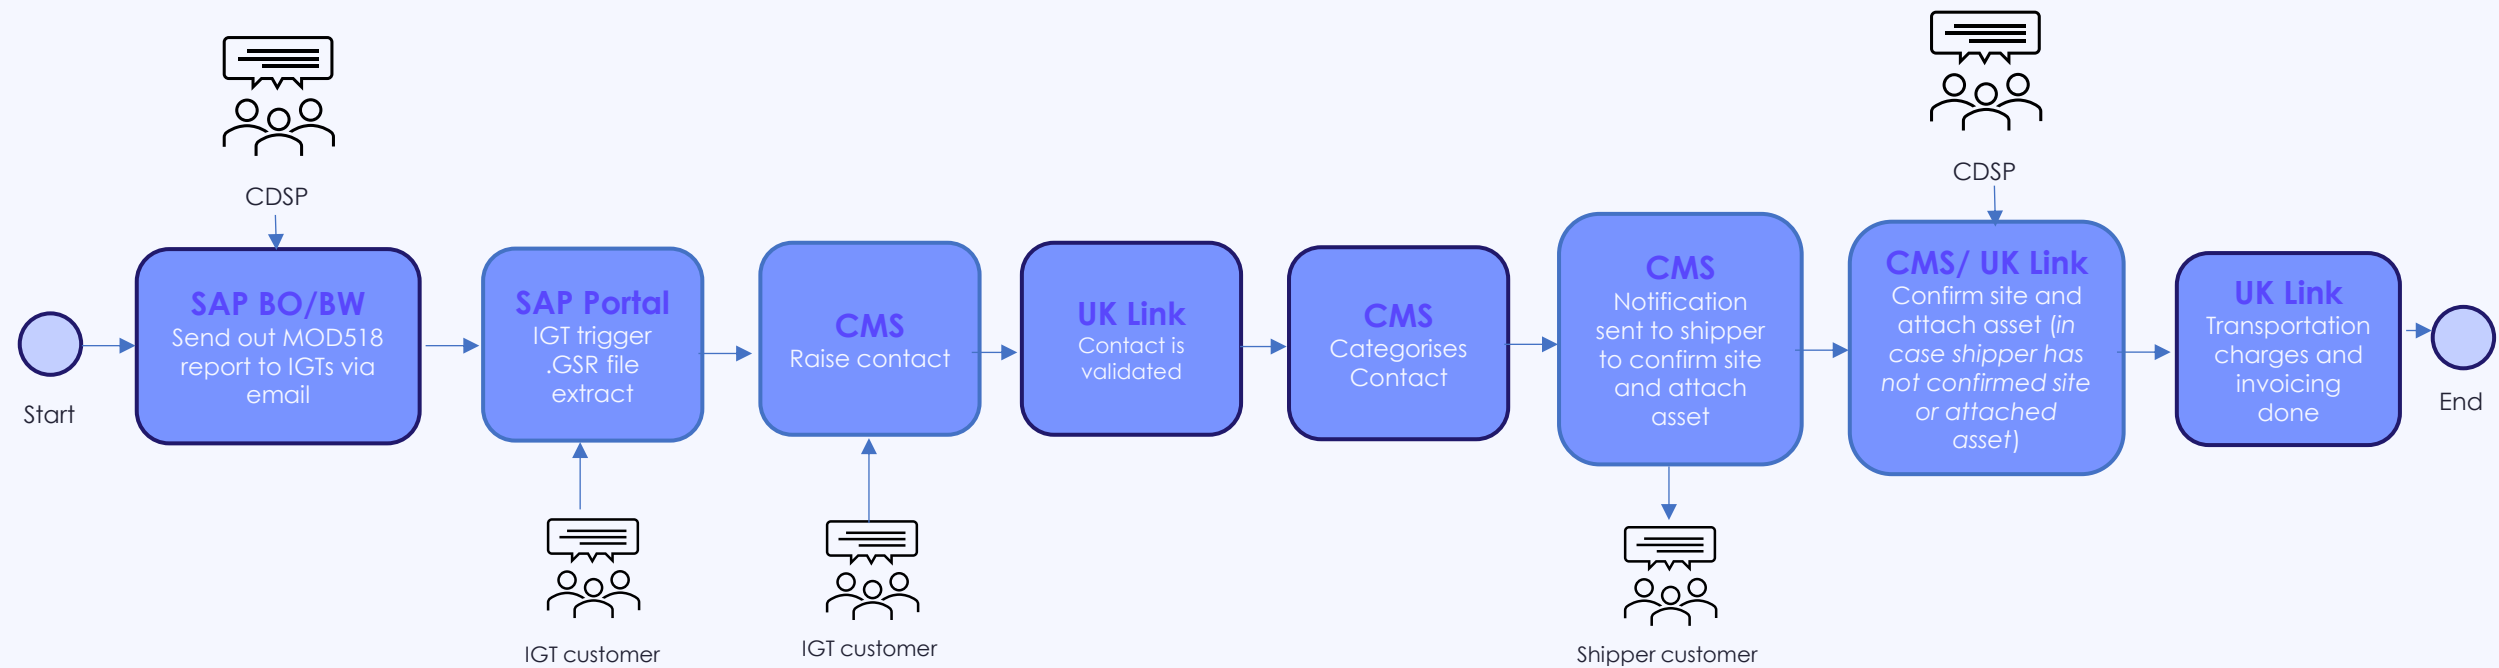 CDSP
CDSP
Start
SAP BO/BW
Send out MOD518
report to IGTs via
email
SAP Portal
IGT trigger
.GSR file
extract
CMS
Raise contact
UK Link
Contact is
validated
CMS
Categorises
Contact
CMS
Notification
sent to shipper
to confirm site
and attach
asset
CMS/ UK Link
Confirm site and
attach asset (in
case shipper has
not confirmed site
or attached
asset)
UK Link
Transportation
charges and
invoicing
done
End
IGT customer
IGT customer
Shipper customer